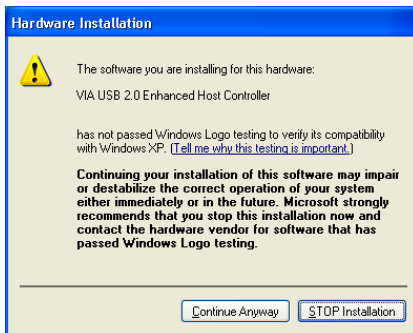 Hardware Installation
The software you are installing for this hardware:
VIA USB 2.0 Enhanced Host Controller
has not passed Windows Logo testing to verify its compatibility
with Windows XP. (Tell me why this testing is important.)
Continuing your installation of this software may impair
or destabilize the correct operation of your system
either immediately or in the future. Microsoft strongly
recommends that you stop this installation now and
contact the hardware vendor for software that has
passed Windows Logo testing.
Continue Anyway
STOP Installation